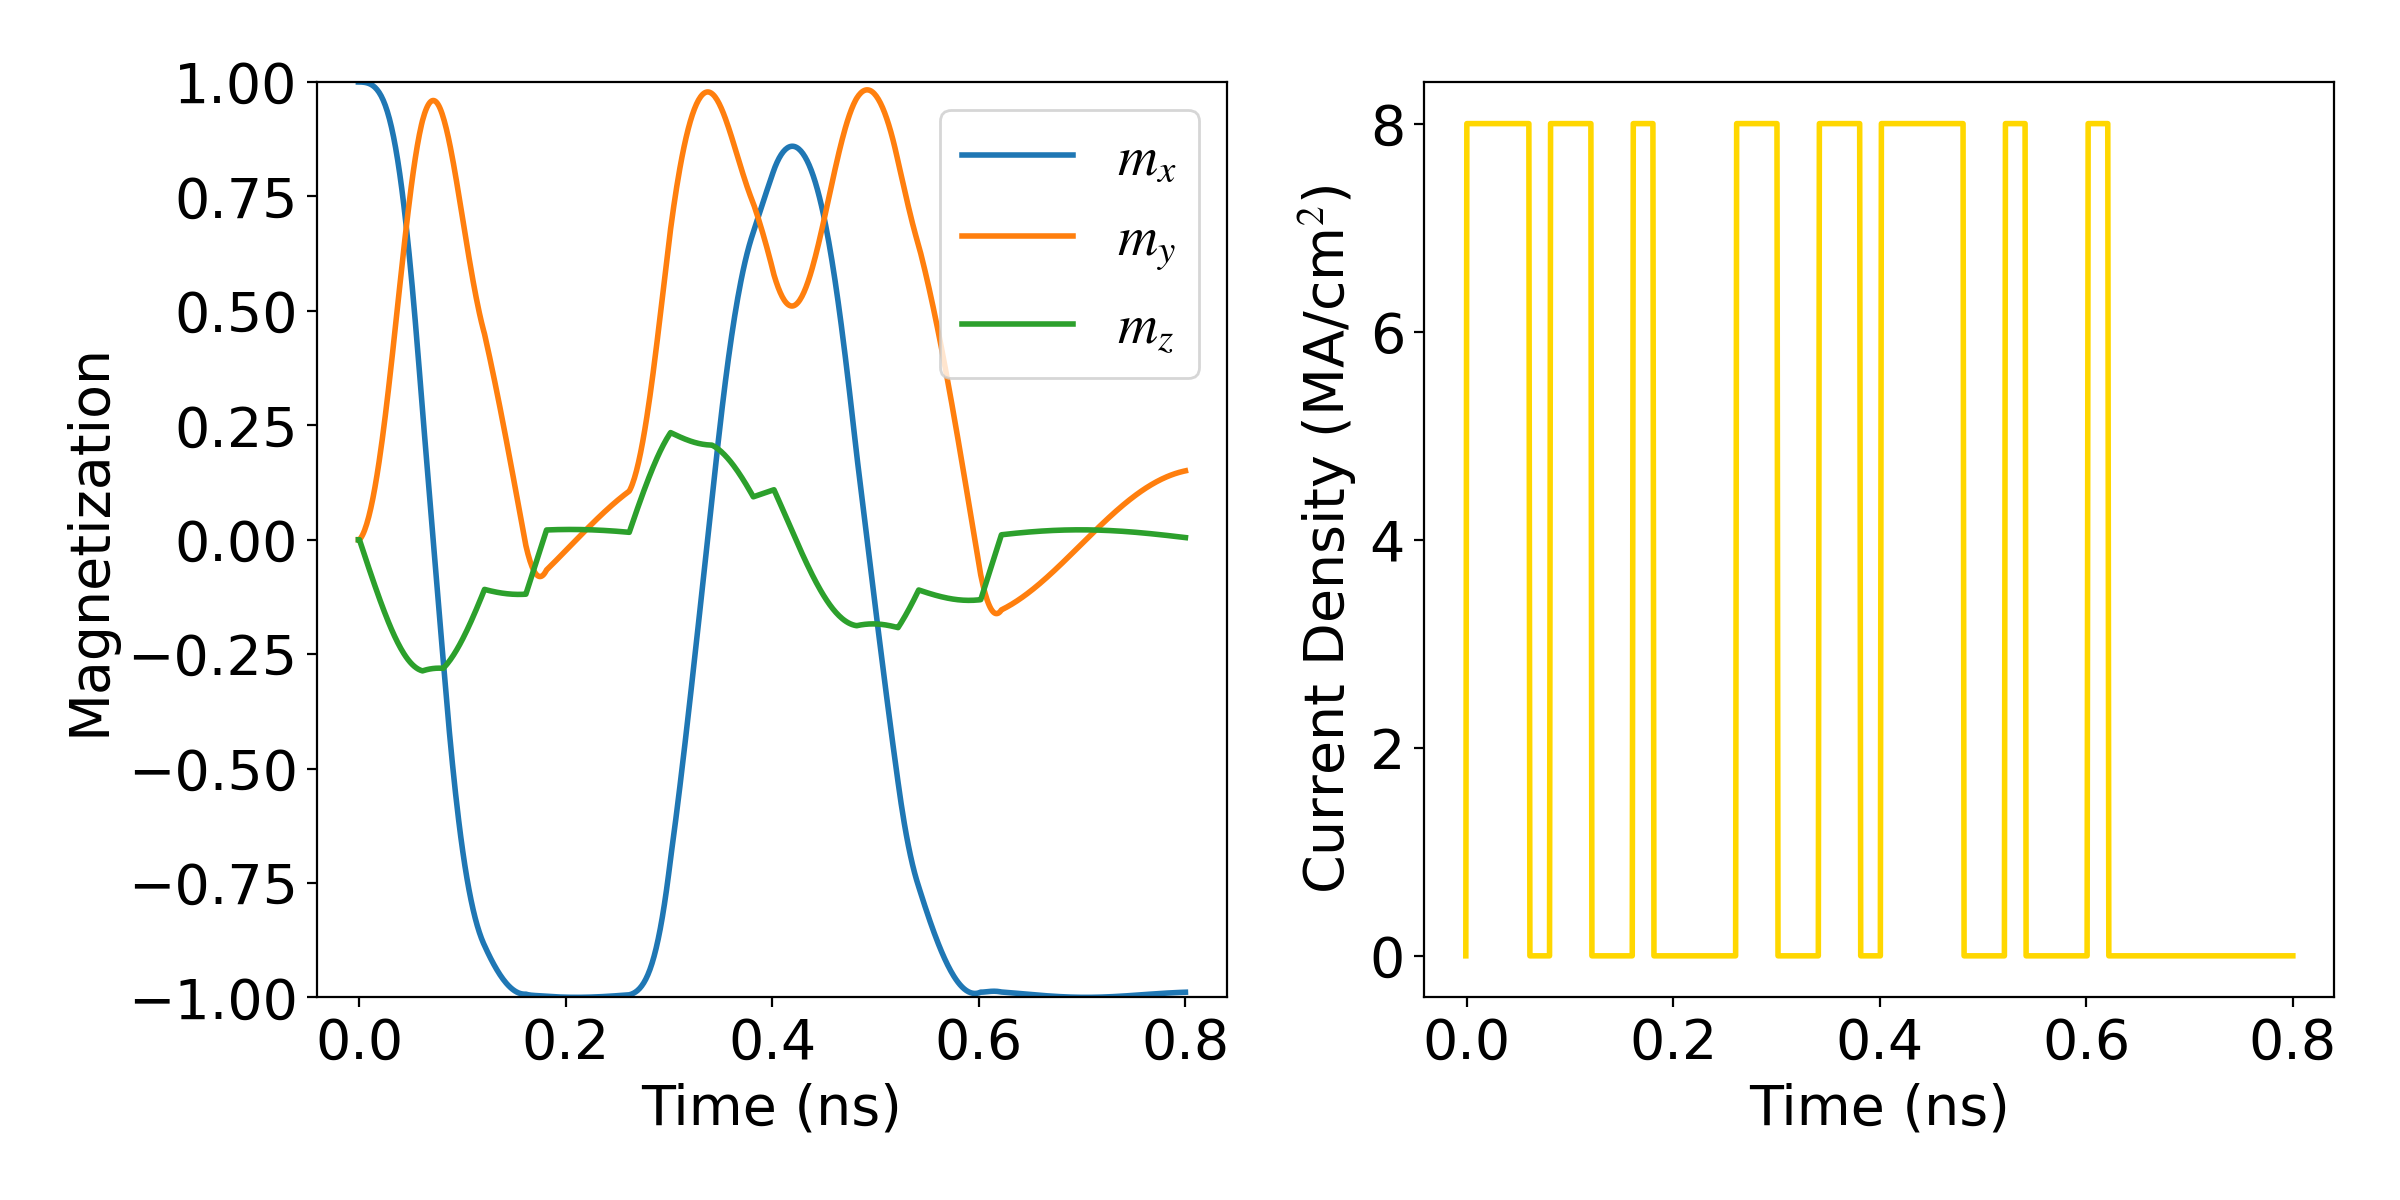 1.00
0.75
0.50
0.25
0.00
−0.25
−0.50
−0.75
−1.00
Magnetization
0.0 0.2 0.4 0.6 0.8
Time (ns)
m_x
m_y
m_z
8
6
4
2
0
Current Density (MA/cm²)
0.0 0.2 0.4 0.6 0.8
Time (ns)